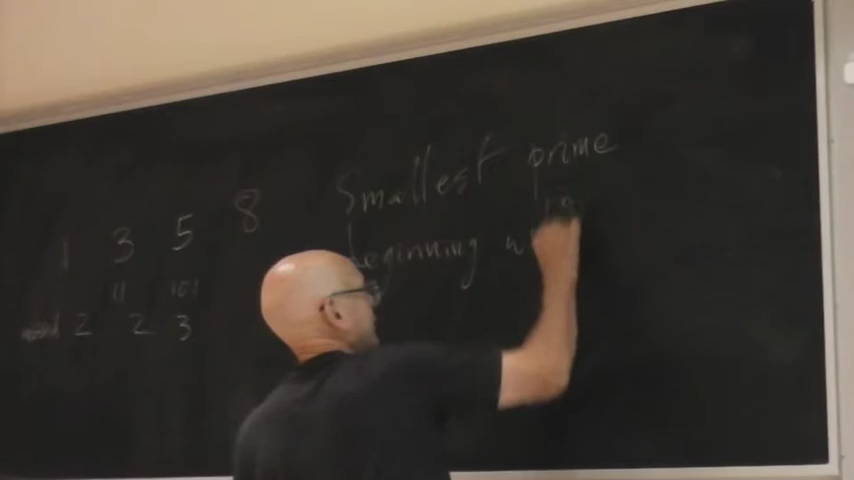 1 3 5 8
11 101
2 2 3
Smallest prime
beginning